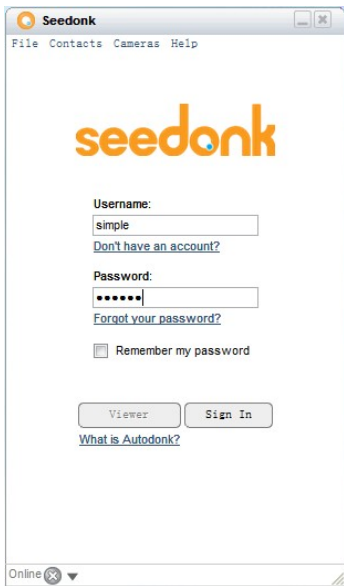 Seedonk
File Contacts Cameras Help
seedonk
Username:
simple
Don't have an account?
Password:
••••••
Forgot your password?
Remember my password
Viewer Sign In
What is Autodonk?
Online